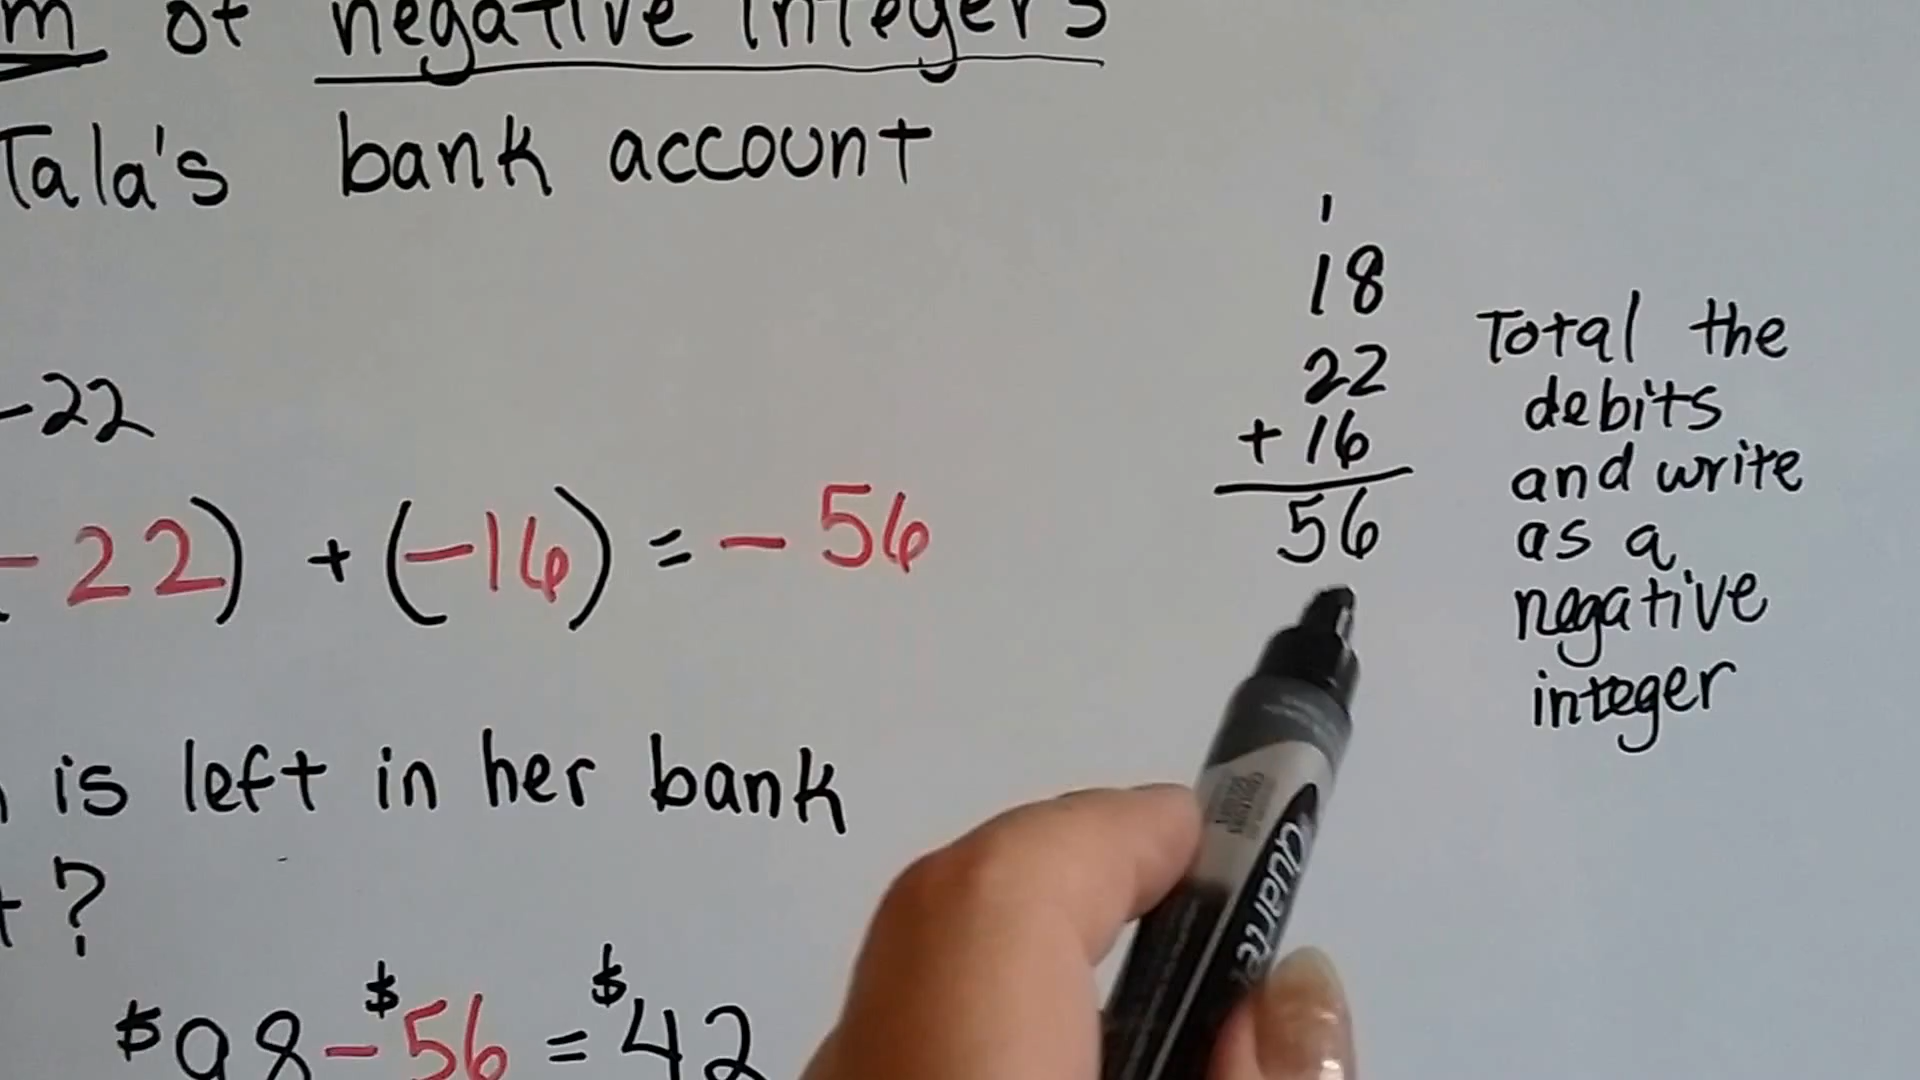 of negative integers
Tala's bank account
-22
-22) + (-16) = -56
is left in her bank
?
$98 - $56 = $42
1
18
22
+ 16
56
Total the
debits
and write
as a
negative
integer
Quartet